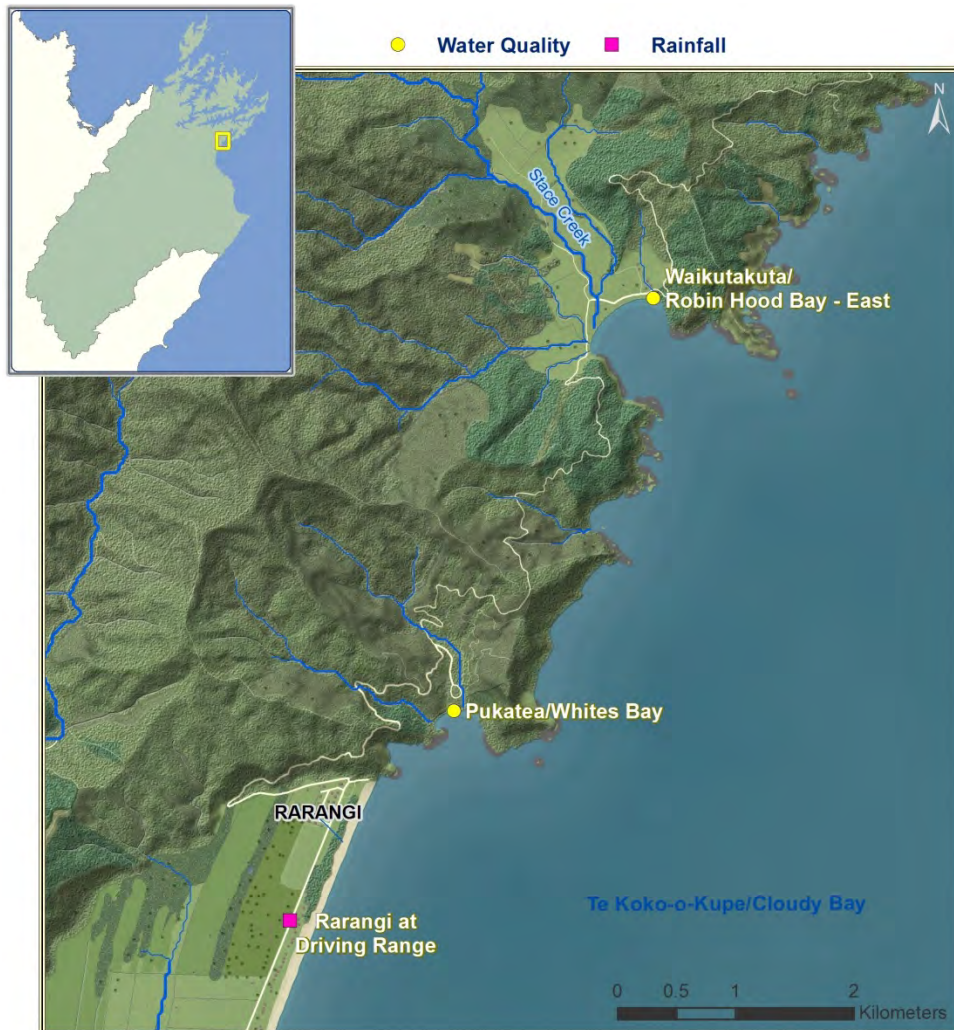 Water Quality
Rainfall
N
Stace Creek
Waikutakuta/
Robin Hood Bay - East
Pukatea/Whites Bay
RARANGI
Te Koko-o-Kupe/Cloudy Bay
Rarangi at
Driving Range
0 0.5 1 2
Kilometers